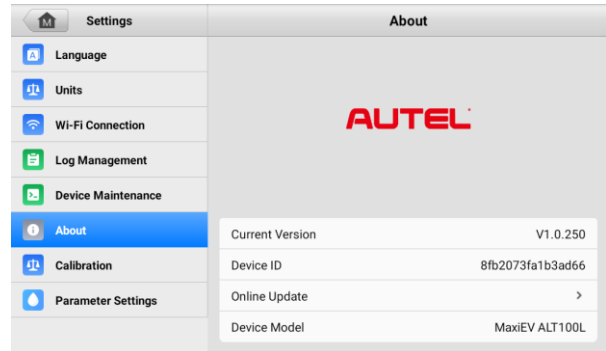 M
Settings
About
A
Language
Units
Wi-Fi Connection
Log Management
Device Maintenance
About
Calibration
Parameter Settings
AUTEL
Current Version V1.0.250
Device ID 8fb2073fa1b3ad66
Online Update >
Device Model MaxiEV ALT100L